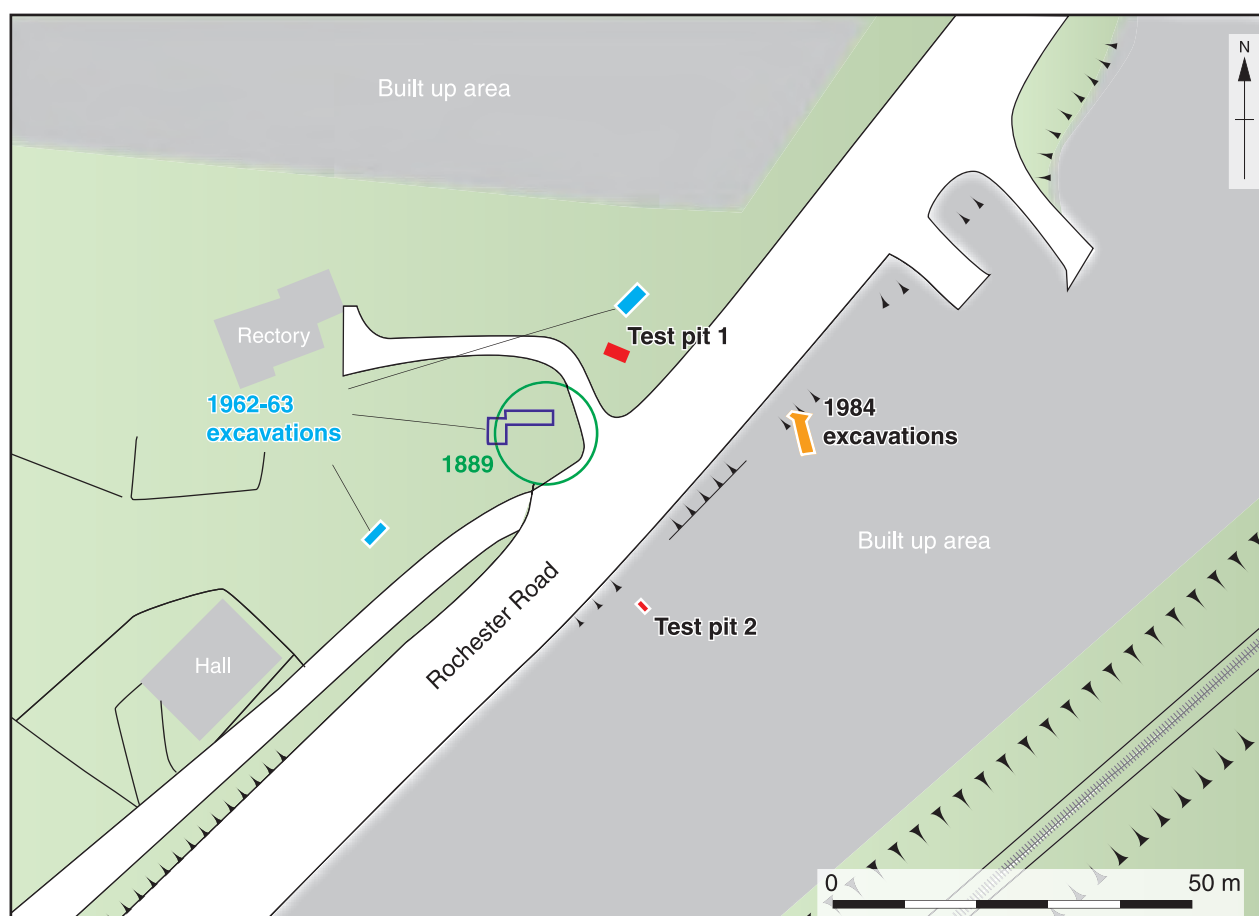 Built up area
N
Rectory
Test pit 1
1962-63
excavations
1984
excavations
1889
Built up area
Rochester Road
Test pit 2
Hall
0
50 m